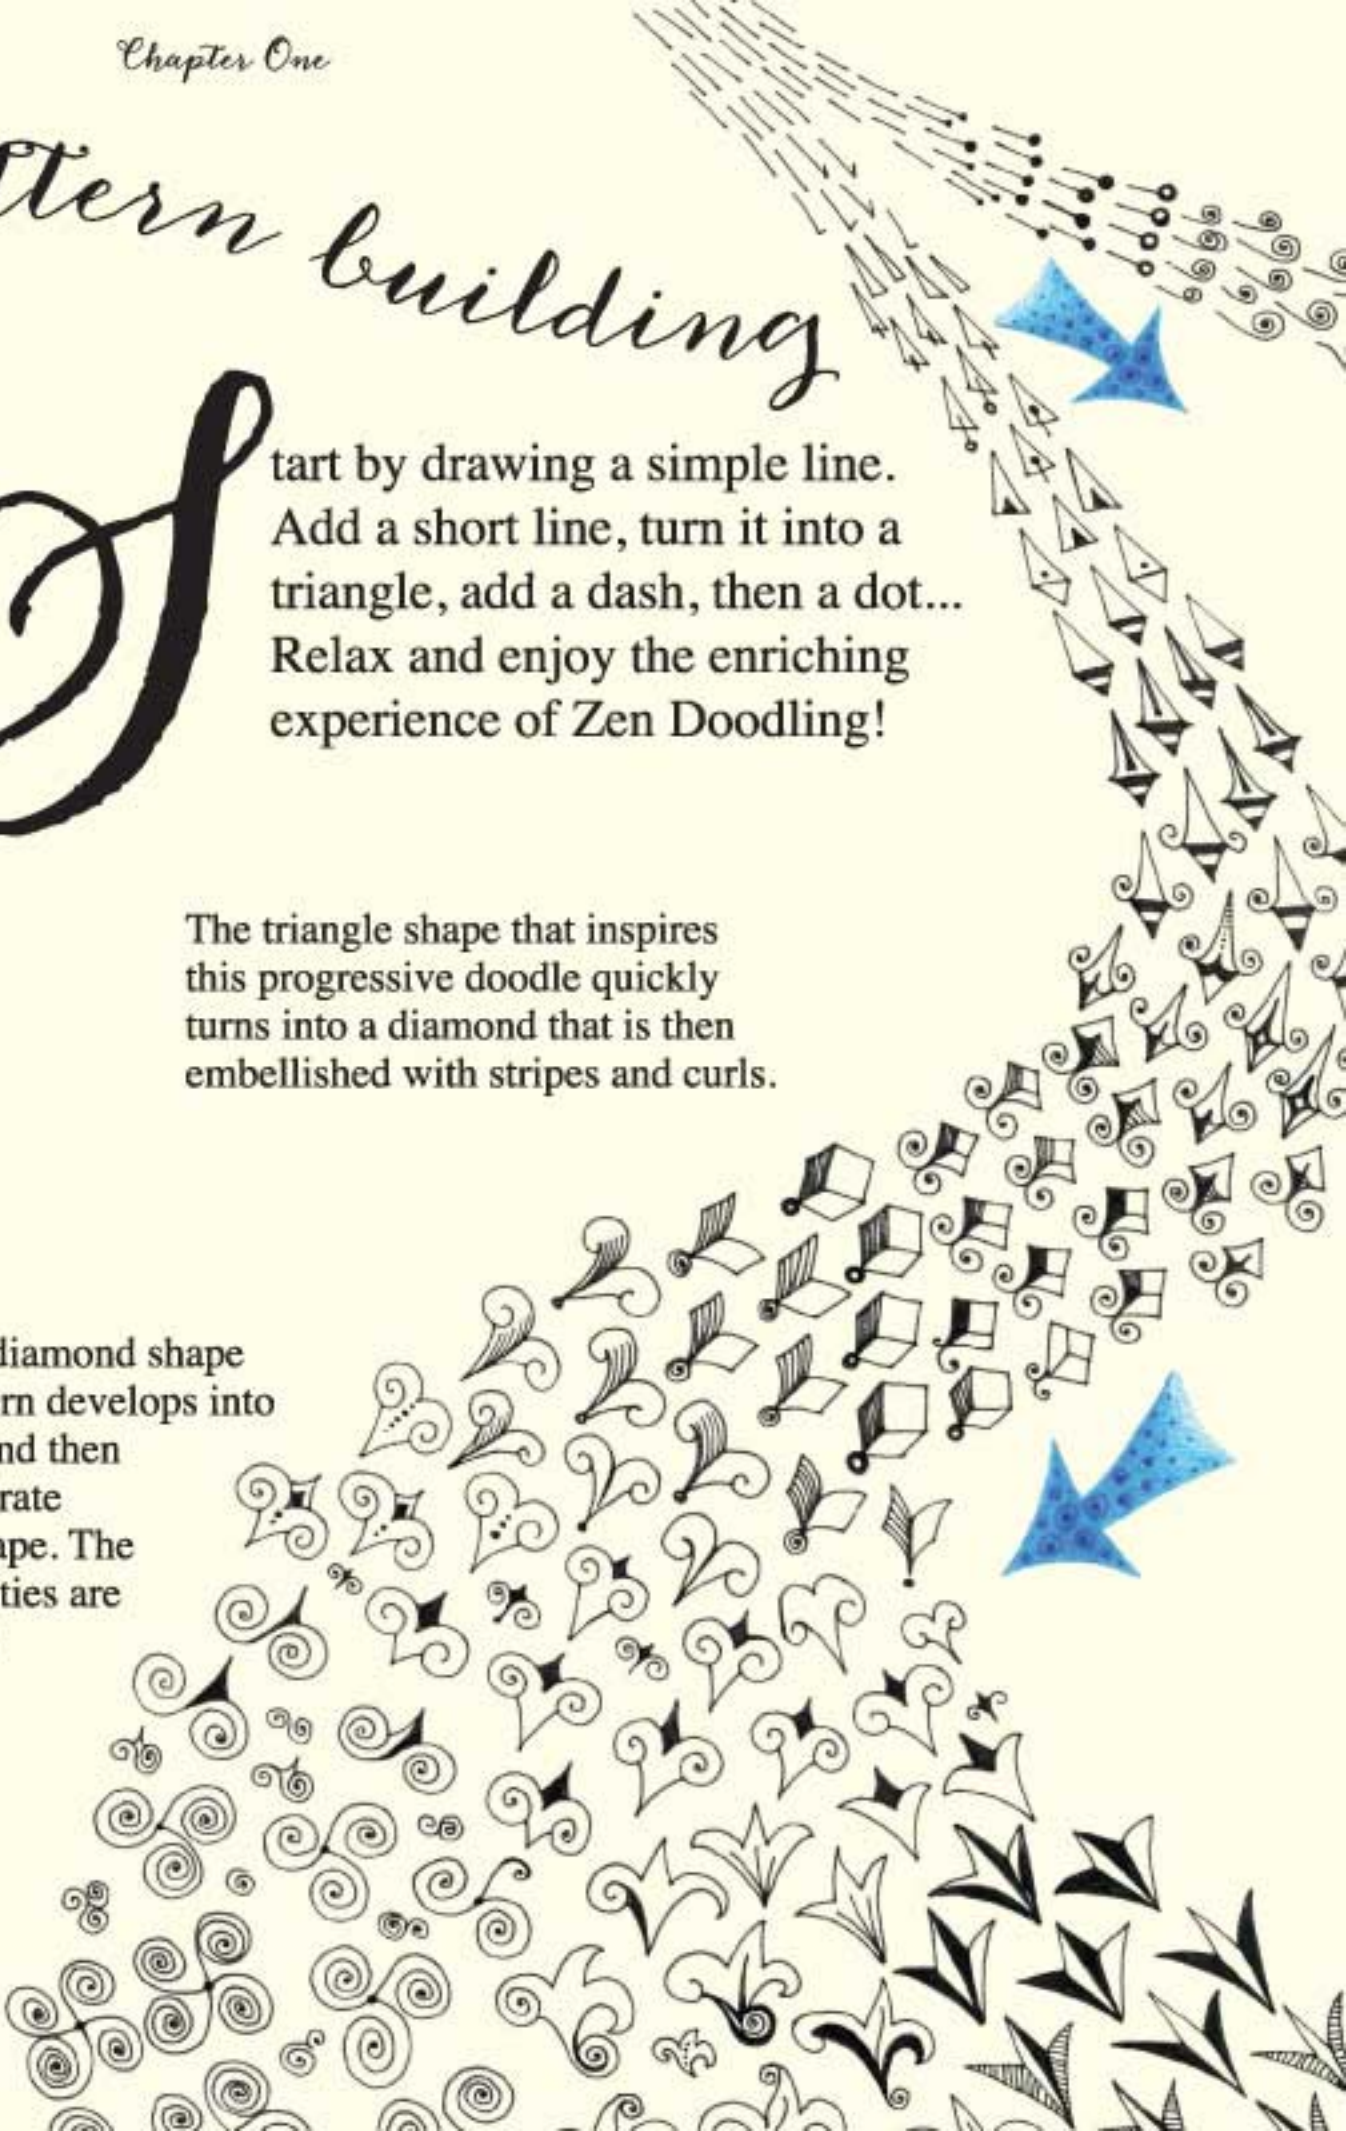 Chapter One
ttern building
Start by drawing a simple line.
Add a short line, turn it into a
triangle, add a dash, then a dot...
Relax and enjoy the enriching
experience of Zen Doodling!
The triangle shape that inspires
this progressive doodle quickly
turns into a diamond that is then
embellished with stripes and curls.
diamond shape
rn develops into
nd then
rate
ape. The
ties are